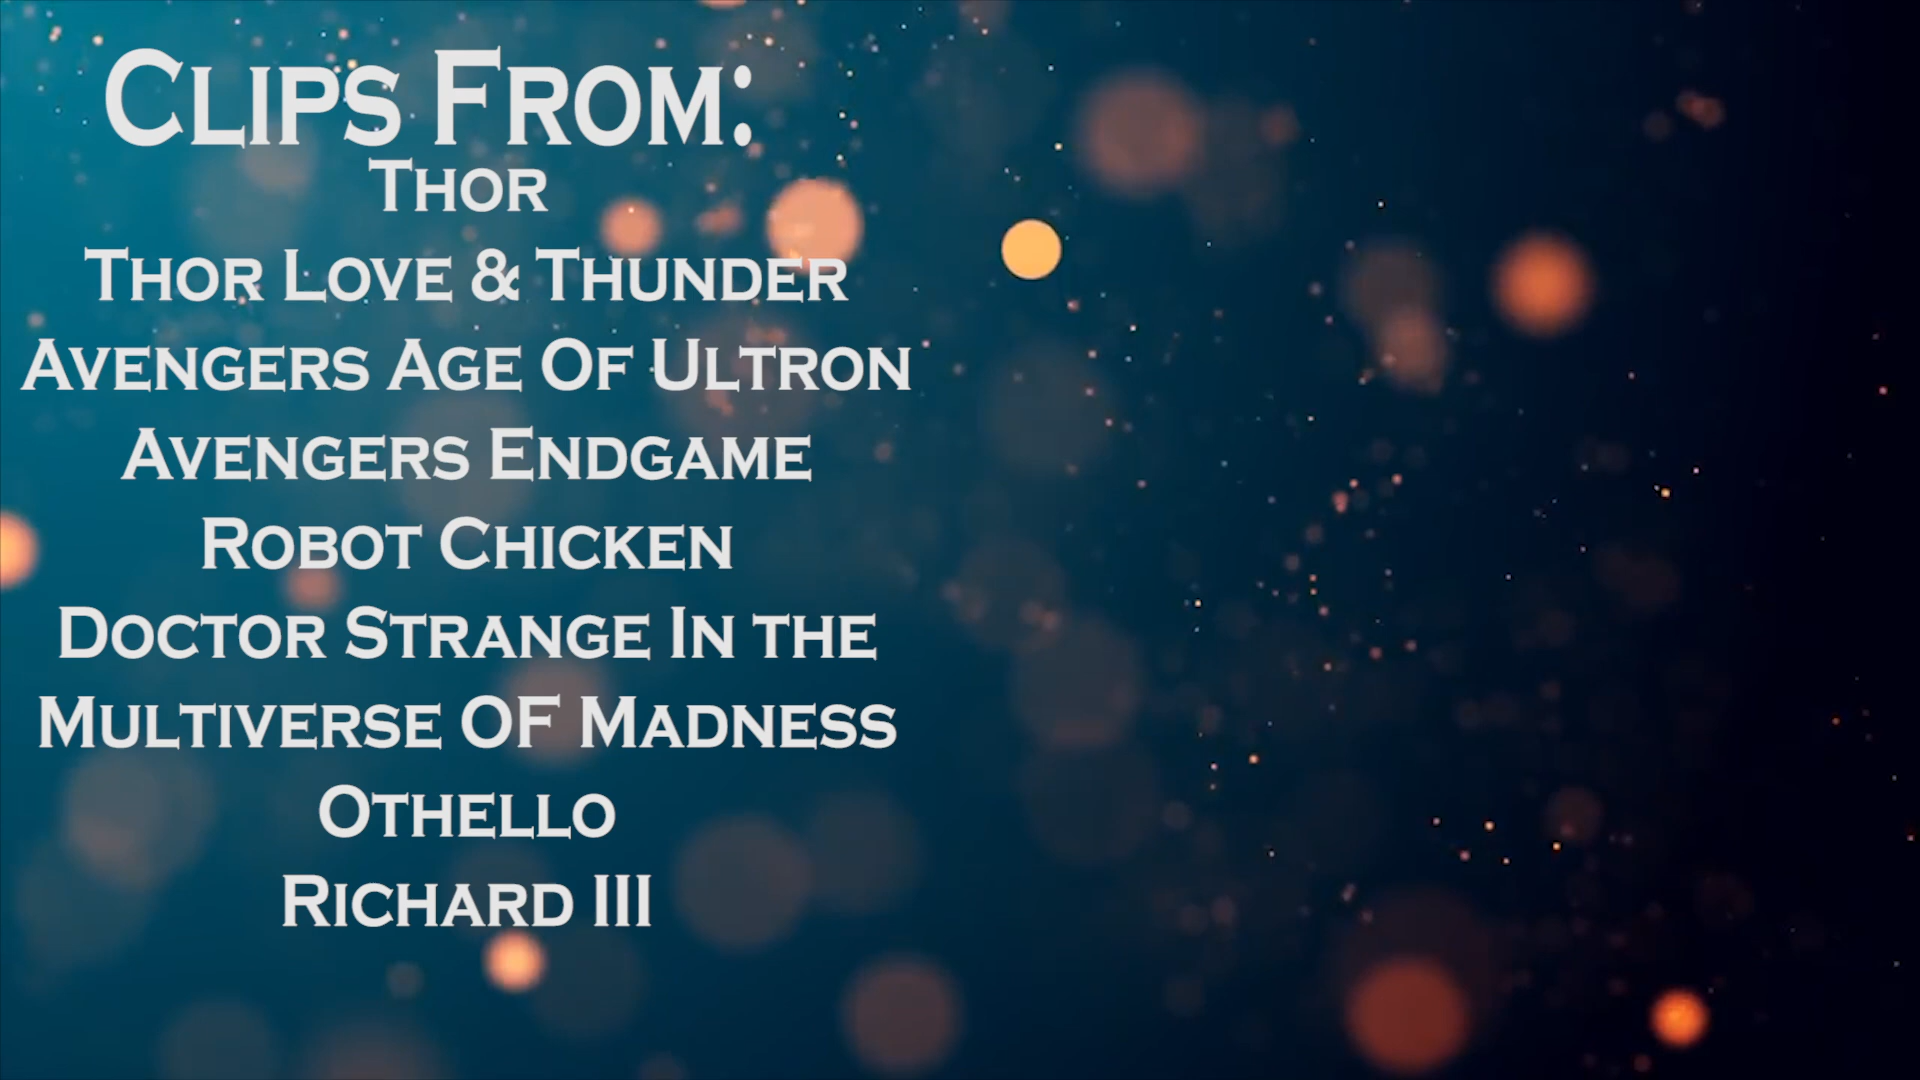 Clips From:
Thor
Thor Love & Thunder
Avengers Age Of Ultron
Avengers Endgame
Robot Chicken
Doctor Strange In the
Multiverse OF Madness
Othello
Richard III